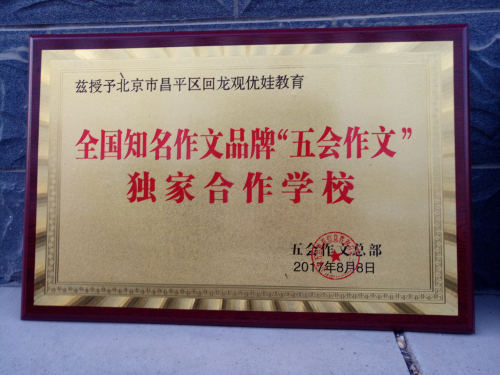 兹授予北京市昌平区回龙观优娃教育
全国知名作文品牌“五会作文”
独家合作学校
五会作文总部
2017年8月8日